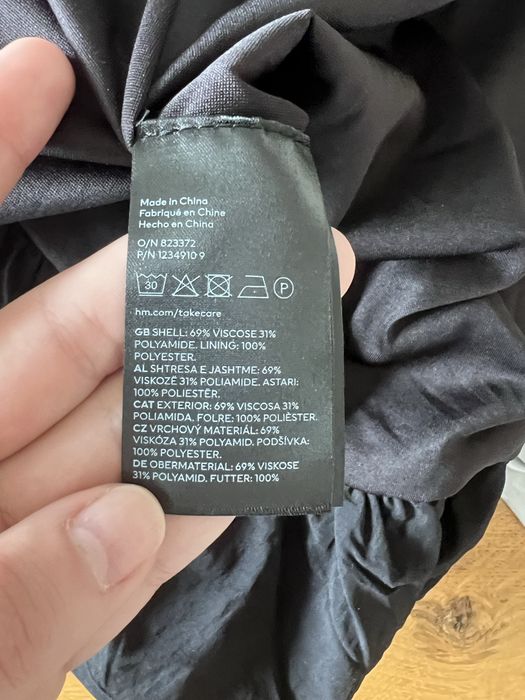 Made in China
Fabriqué en Chine
Hecho en China
O/N 823372
P/N 1234910 9
30 P
hm.com/takecare
GB SHELL: 69% VISCOSE 31%
POLYAMIDE. LINING: 100%
POLYESTER.
AL SHTRESA E JASHTME: 69%
VISKOZË 31% POLIAMIDE. ASTARI:
100% POLIESTËR.
CAT EXTERIOR: 69% VISCOSA 31%
POLIAMIDA. FOLRE: 100% POLIÈSTER.
CZ VRCHOVÝ MATERIÁL: 69%
VISKÓZA 31% POLYAMID. PODŠÍVKA:
100% POLYESTER.
DE OBERMATERIAL: 69% VISKOSE
31% POLYAMID. FUTTER: 100%